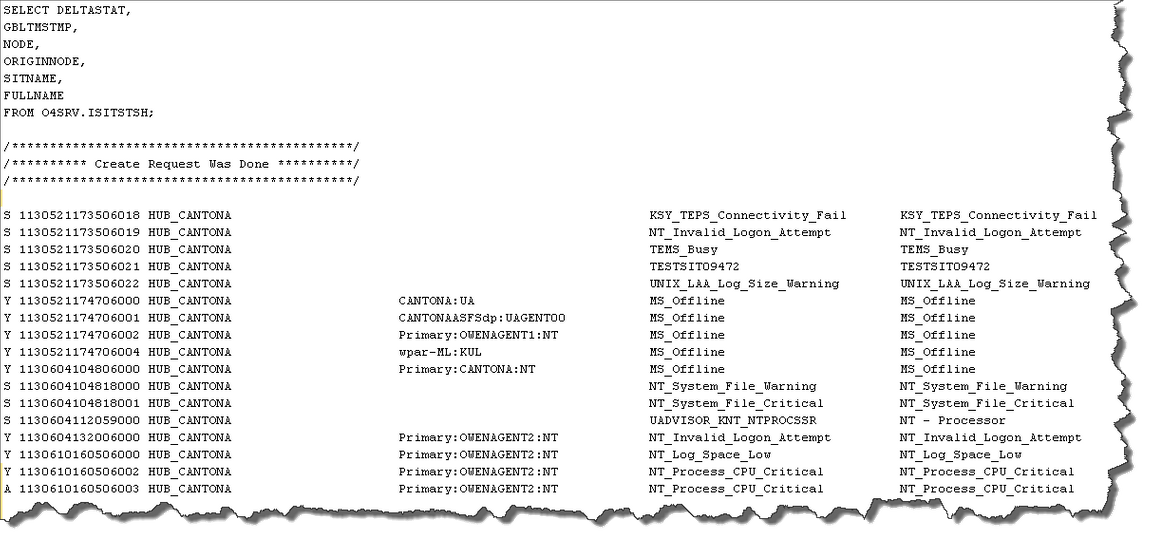 SELECT DELTASTAT,
GBLTMSTMP,
NODE,
ORIGINNODE,
SITNAME,
FULLNAME
FROM O4SRV.ISITSTSH;
/*******************************************/
/********** Create Request Was Done **********/
/*******************************************/
S 1130521173506018 HUB_CANTONA KSY_TEPS_Connectivity_Fail KSY_TEPS_Connectivity_Fail
S 1130521173506019 HUB_CANTONA NT_Invalid_Logon_Attempt NT_Invalid_Logon_Attempt
S 1130521173506020 HUB_CANTONA TEMS_Busy TEMS_Busy
S 1130521173506021 HUB_CANTONA TESTSIT09472 TESTSIT09472
S 1130521173506022 HUB_CANTONA UNIX_LAA_Log_Size_Warning UNIX_LAA_Log_Size_Warning
Y 1130521174706000 HUB_CANTONA CANTONA:UA MS_Offline MS_Offline
Y 1130521174706001 HUB_CANTONA CANTONAASFSdp:UAGENT00 MS_Offline MS_Offline
Y 1130521174706002 HUB_CANTONA Primary:OWENAGENT1:NT MS_Offline MS_Offline
Y 1130521174706004 HUB_CANTONA wpar-ML:KUL MS_Offline MS_Offline
Y 1130604104806000 HUB_CANTONA Primary:CANTONA:NT MS_Offline MS_Offline
S 1130604104818000 HUB_CANTONA NT_System_File_Warning NT_System_File_Warning
S 1130604104818001 HUB_CANTONA NT_System_File_Critical NT_System_File_Critical
S 1130604112059000 HUB_CANTONA UADVISOR_KNT_NTPROCSSR NT - Processor
Y 1130604132006000 HUB_CANTONA Primary:OWENAGENT2:NT NT_Invalid_Logon_Attempt NT_Invalid_Logon_Attempt
Y 1130610160506000 HUB_CANTONA Primary:OWENAGENT2:NT NT_Log_Space_Low NT_Log_Space_Low
Y 1130610160506002 HUB_CANTONA Primary:OWENAGENT2:NT NT_Process_CPU_Critical NT_Process_CPU_Critical
A 1130610160506003 HUB_CANTONA Primary:OWENAGENT2:NT NT_Process_CPU_Critical NT_Process_CPU_Critical